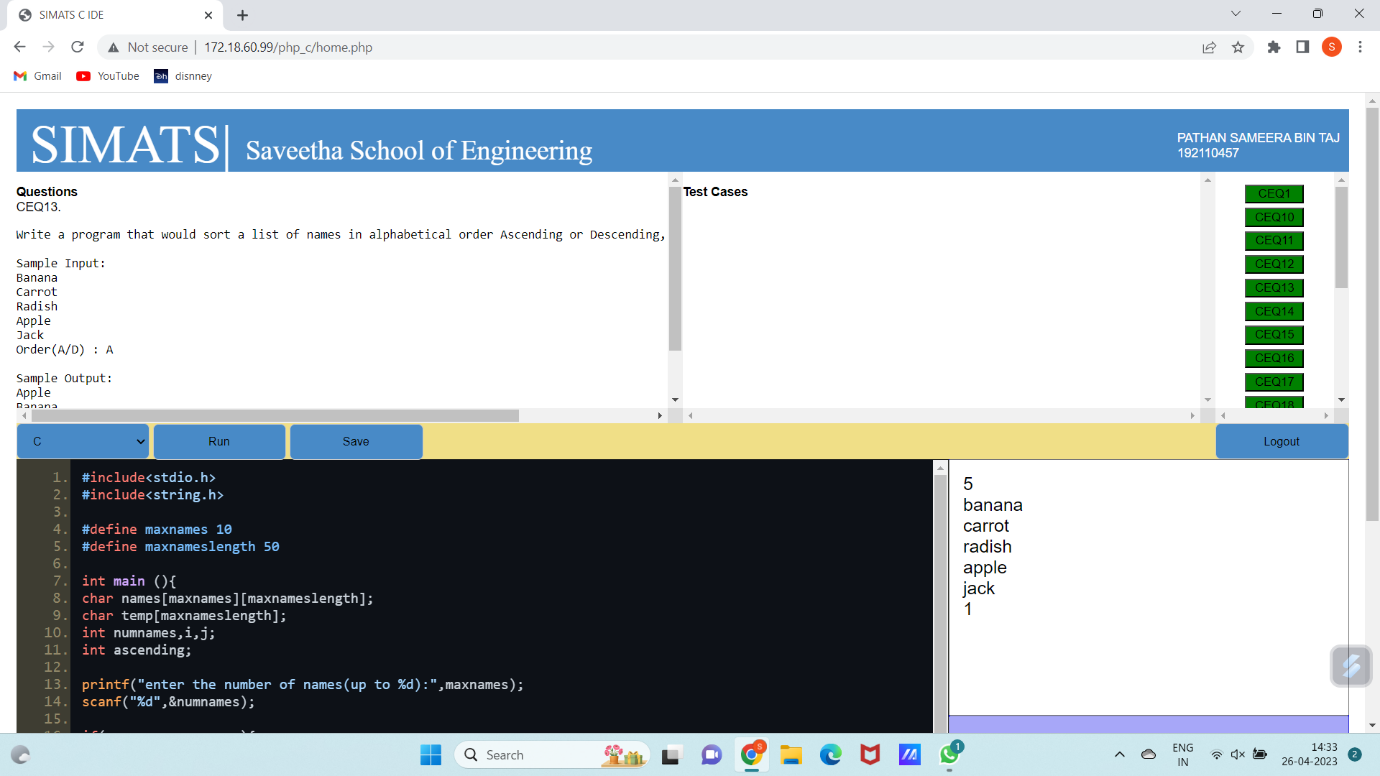 SIMATS C IDE
Not secure | 172.18.60.99/php_c/home.php
Gmail YouTube disnney
SIMATS| Saveetha School of Engineering
PATHAN SAMEERA BIN TAJ
192110457
Questions
CEQ13.
Write a program that would sort a list of names in alphabetical order Ascending or Descending,
Sample Input:
Banana
Carrot
Radish
Apple
Jack
Order(A/D) : A
Sample Output:
Apple
Banana
Test Cases
CEQ1
CEQ10
CEQ11
CEQ12
CEQ13
CEQ14
CEQ15
CEQ16
CEQ17
CEQ18
C Run Save Logout
1. #include<stdio.h>
2. #include<string.h>
3.
4. #define maxnames 10
5. #define maxnameslength 50
6.
7. int main (){
8. char names[maxnames][maxnameslength];
9. char temp[maxnameslength];
10. int numnames,i,j;
11. int ascending;
12.
13. printf("enter the number of names(up to %d):",maxnames);
14. scanf("%d",&numnames);
15.
5
banana
carrot
radish
apple
jack
1
Search
ENG
IN
14:33
26-04-2023
2